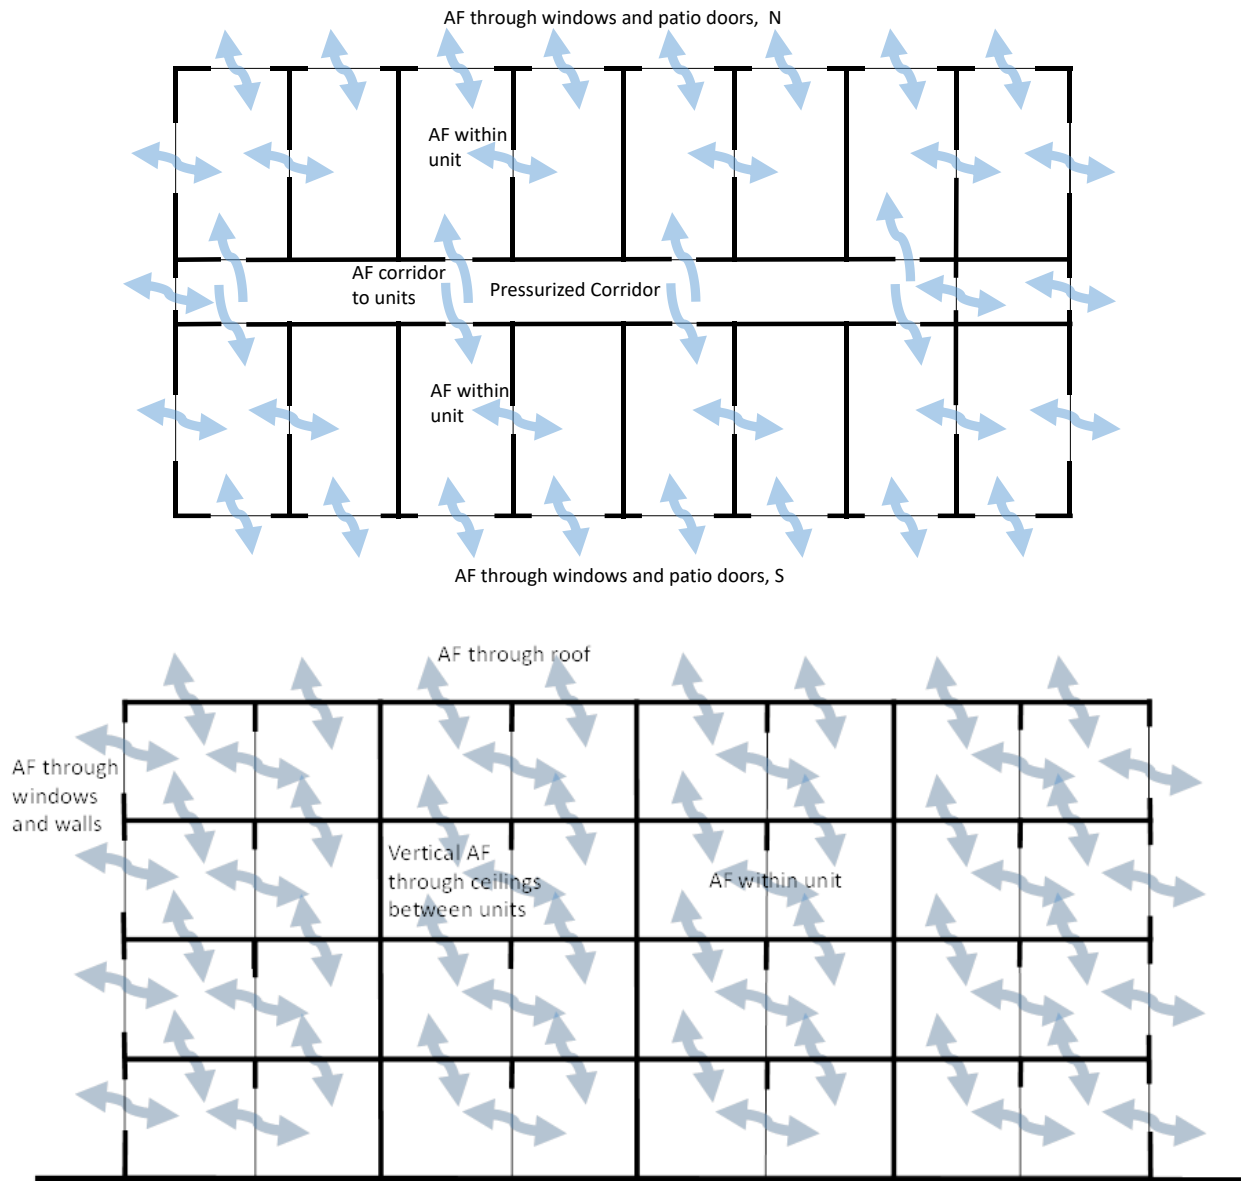 AF through windows and patio doors,  N
AF within
unit
AF corridor
to units
Pressurized Corridor
AF within
unit
AF through windows and patio doors, S
AF through roof
AF through
windows
and walls
Vertical AF
through ceilings
between units
AF within unit